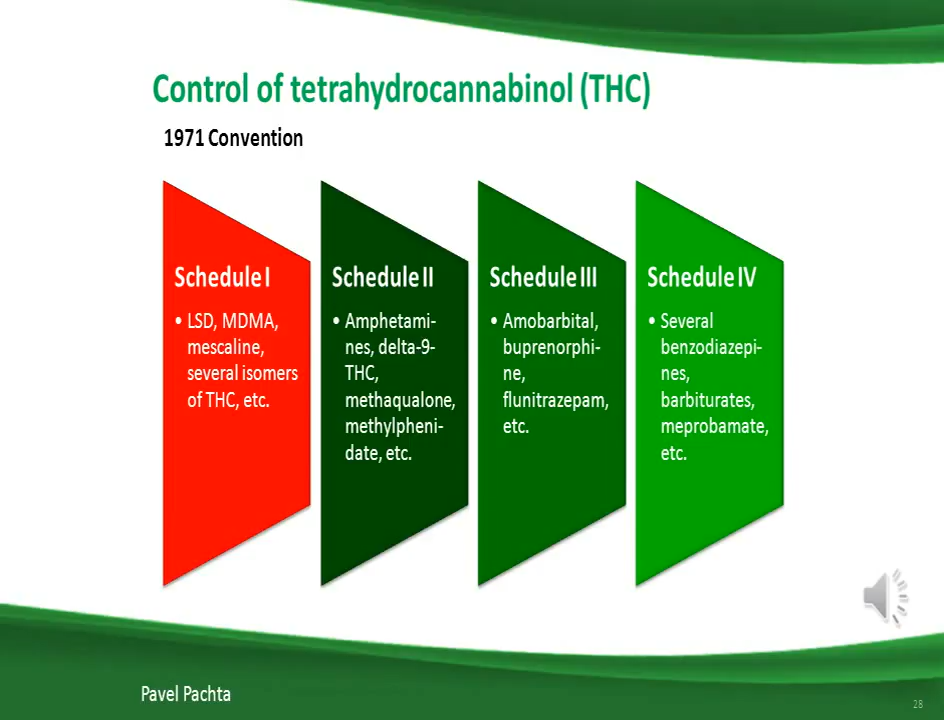 Control of tetrahydrocannabinol (THC)
1971 Convention
Schedule I
• LSD, MDMA,
mescaline,
several isomers
of THC, etc.
Schedule II
• Amphetami-
nes, delta-9-
THC,
methaqualone,
methylpheni-
date, etc.
Schedule III
• Amobarbital,
buprenorphi-
ne,
flunitrazepam,
etc.
Schedule IV
• Several
benzodiazepi-
nes,
barbiturates,
meprobamate,
etc.
Pavel Pachta
28